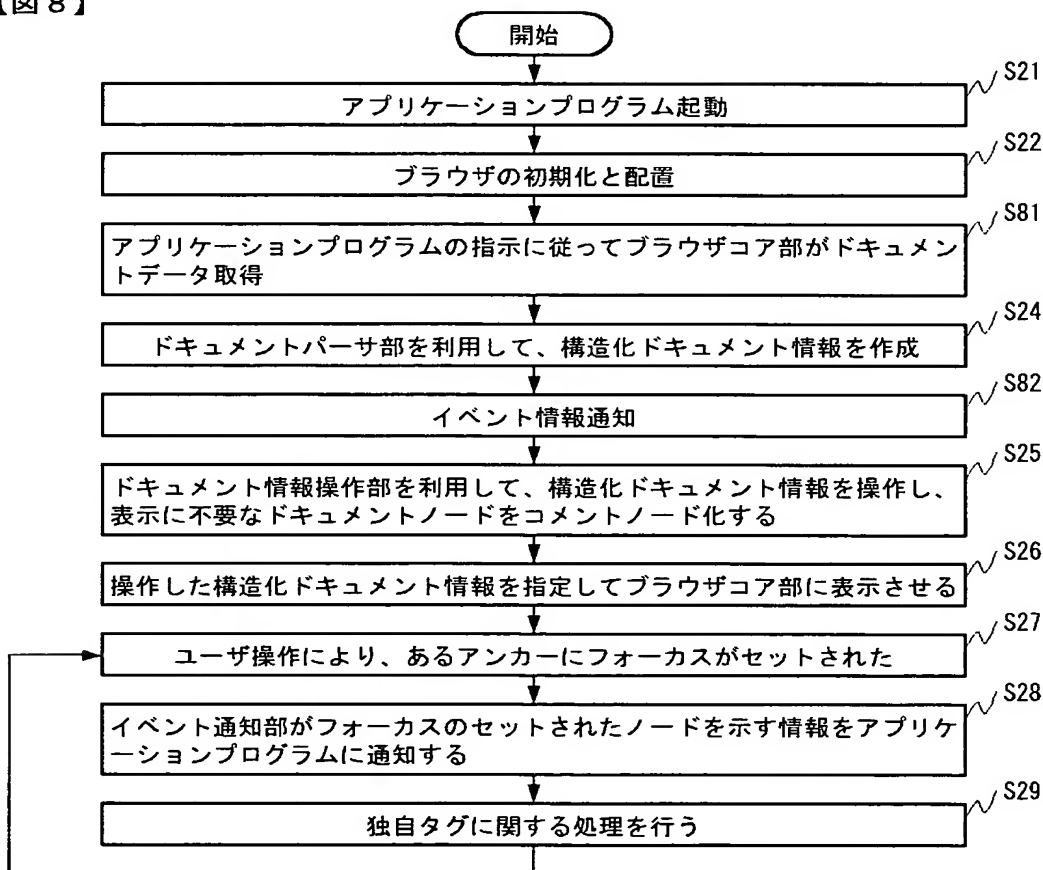 【図８】
開始
S21
アプリケーションプログラム起動
S22
ブラウザの初期化と配置
S81
アプリケーションプログラムの指示に従ってブラウザコア部がドキュメン
トデータ取得
S24
ドキュメントパーサ部を利用して、構造化ドキュメント情報を作成
S82
イベント情報通知
S25
ドキュメント情報操作部を利用して、構造化ドキュメント情報を操作し、
表示に不要なドキュメントノードをコメントノード化する
S26
操作した構造化ドキュメント情報を指定してブラウザコア部に表示させる
S27
ユーザ操作により、あるアンカーにフォーカスがセットされた
S28
イベント通知部がフォーカスのセットされたノードを示す情報をアプリケ
ーションプログラムに通知する
S29
独自タグに関する処理を行う